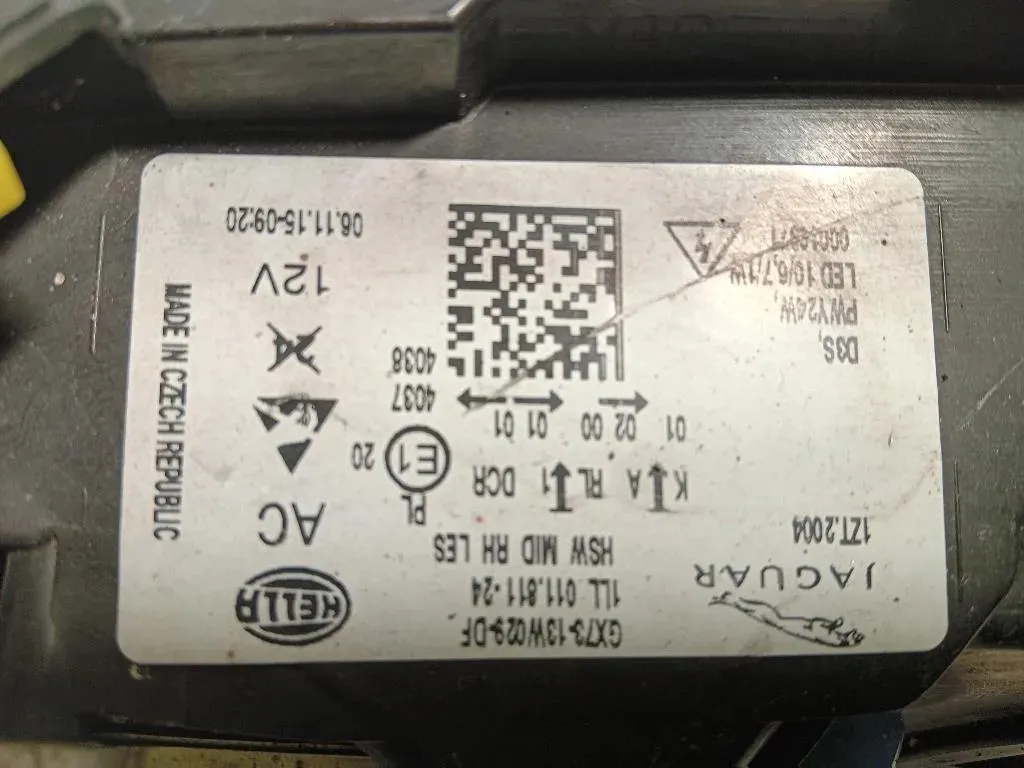 JAGUAR
1ZT.2004
GX73-13W029-DF
1LL 011.811-24
HSW MID RH LES
HELLA
AC
PL
E1
20
K
A
RL
1
DCR
01
02 00
01 01
4037
4038
D3S,
PWY24W,
LED 10/6,7/1W
12V
06.11.15-09:20
MADE IN CZECH REPUBLIC